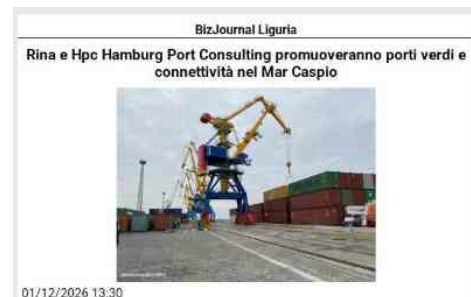 BizJournal Liguria
Rina e Hpc Hamburg Port Consulting promuoveranno porti verdi e
connettività nel Mar Caspio
01/12/2026 13:30